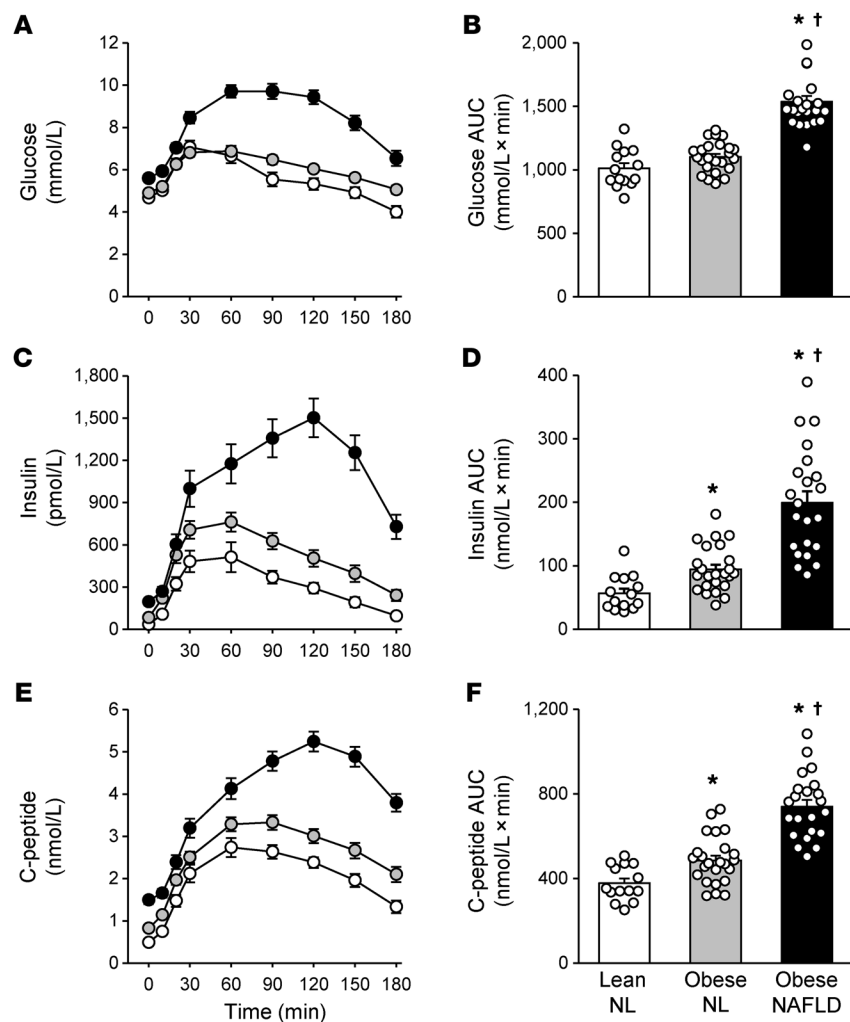 A
12
10
8
6
4
2
0
Glucose
(mmol/L)
0 30 60 90 120 150 180
B
* †
2,000
1,500
1,000
500
0
Glucose AUC
(mmol/L × min)
C
1,800
1,500
1,200
900
600
300
0
Insulin
(pmol/L)
0 30 60 90 120 150 180
D
* †
*
400
300
200
100
0
Insulin AUC
(nmol/L × min)
E
6
5
4
3
2
1
0
C-peptide
(nmol/L)
0 30 60 90 120 150 180
Time (min)
F
* †
*
1,200
800
400
0
C-peptide AUC
(nmol/L × min)
Lean
NL
Obese
NL
Obese
NAFLD